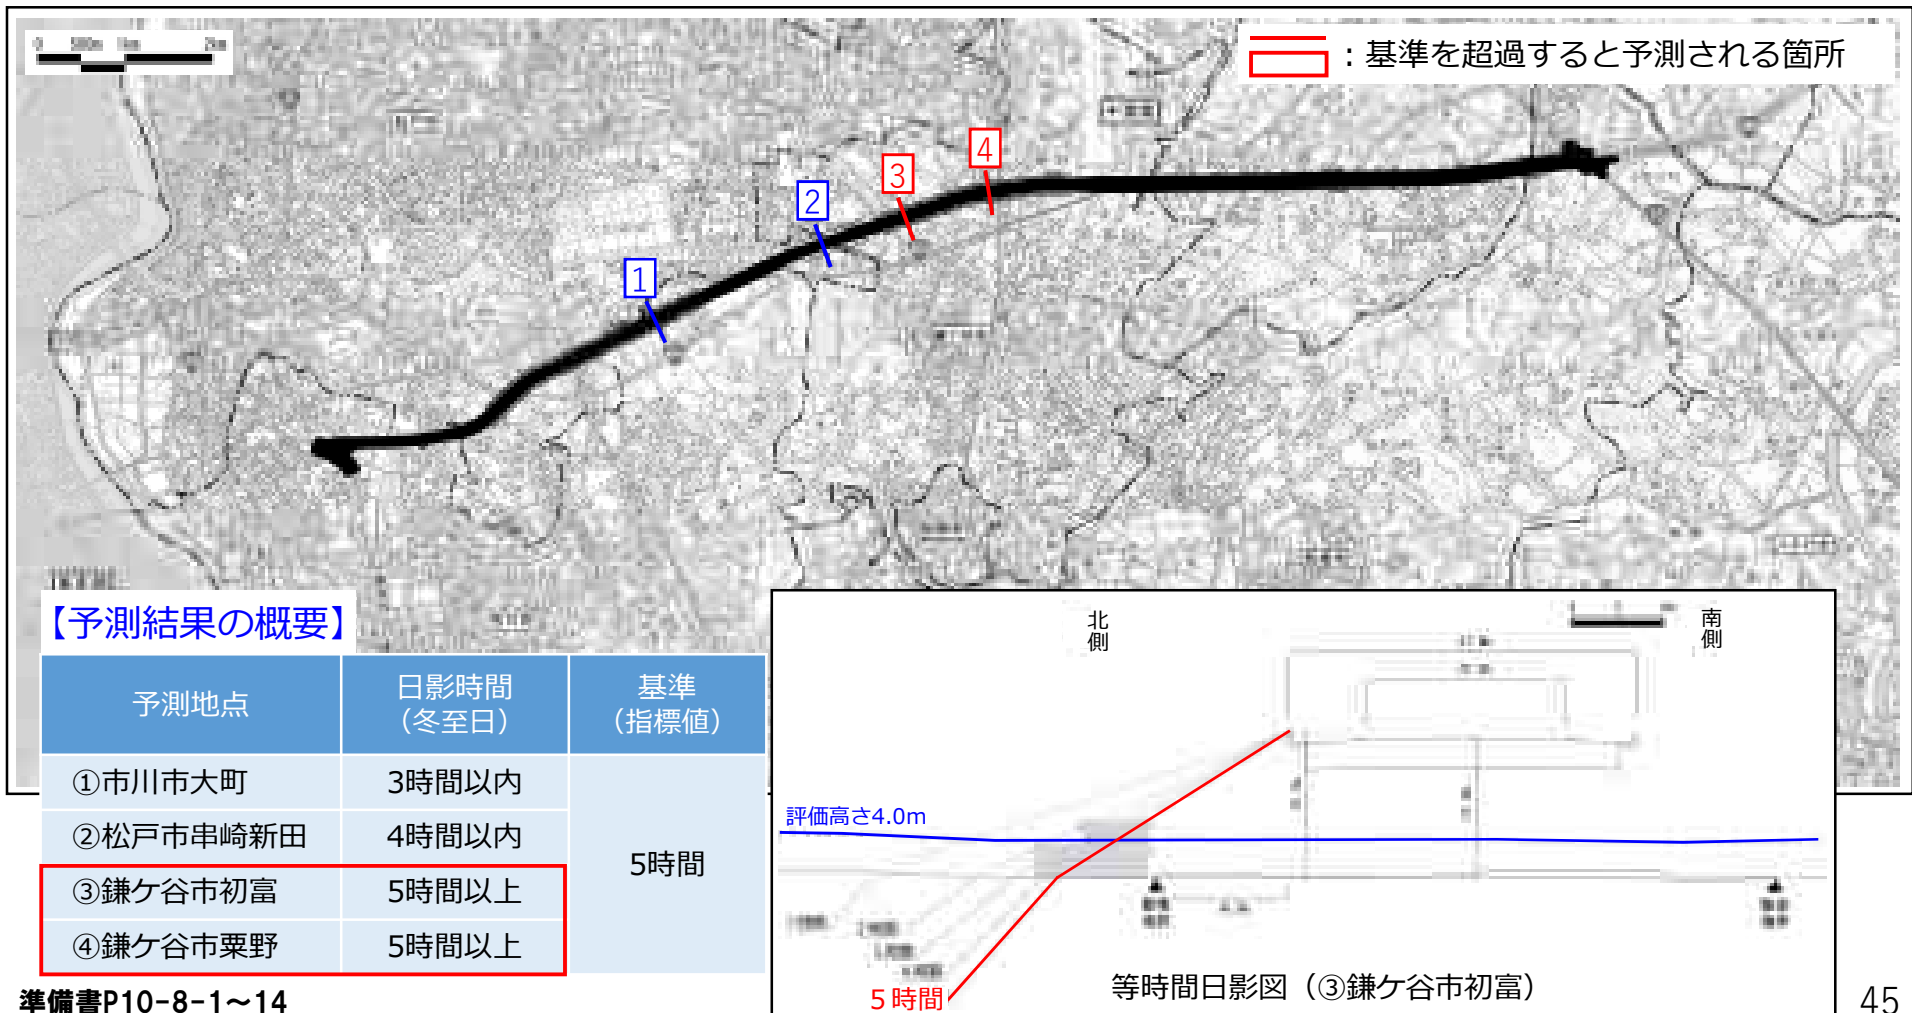 0 500m 1km 2km
：基準を超過すると予測される箇所
1
2
3
4
【予測結果の概要】
予測地点 日影時間（冬至日） 基準（指標値）
①市川市大町 3時間以内 5時間
②松戸市串崎新田 4時間以内
③鎌ケ谷市初富 5時間以上
④鎌ケ谷市粟野 5時間以上
準備書P10-8-1～14
北側
南側
評価高さ4.0m
５時間
等時間日影図（③鎌ケ谷市初富）
45